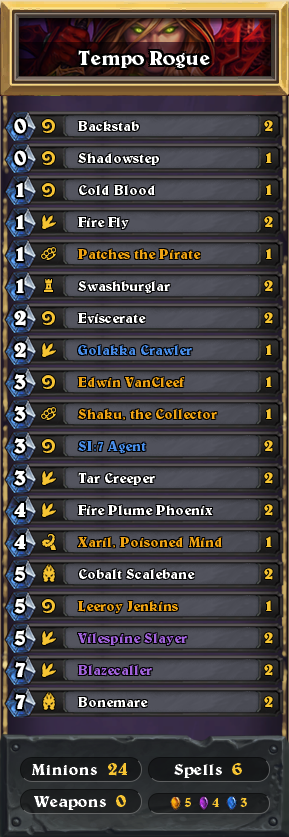 Tempo Rogue
0 Backstab 2
0 Shadowstep 1
1 Cold Blood 1
1 Fire Fly 2
1 Patches the Pirate 1
1 Swashburglar 2
2 Eviscerate 2
2 Golakka Crawler 1
3 Edwin VanCleef 1
3 Shaku, the Collector 1
3 SI:7 Agent 2
3 Tar Creeper 2
4 Fire Plume Phoenix 2
4 Xaril, Poisoned Mind 1
5 Cobalt Scalebane 2
5 Leeroy Jenkins 1
5 Vilespine Slayer 2
7 Blazecaller 2
7 Bonemare 2
Minions 24 Spells 6
Weapons 0 5 4 3